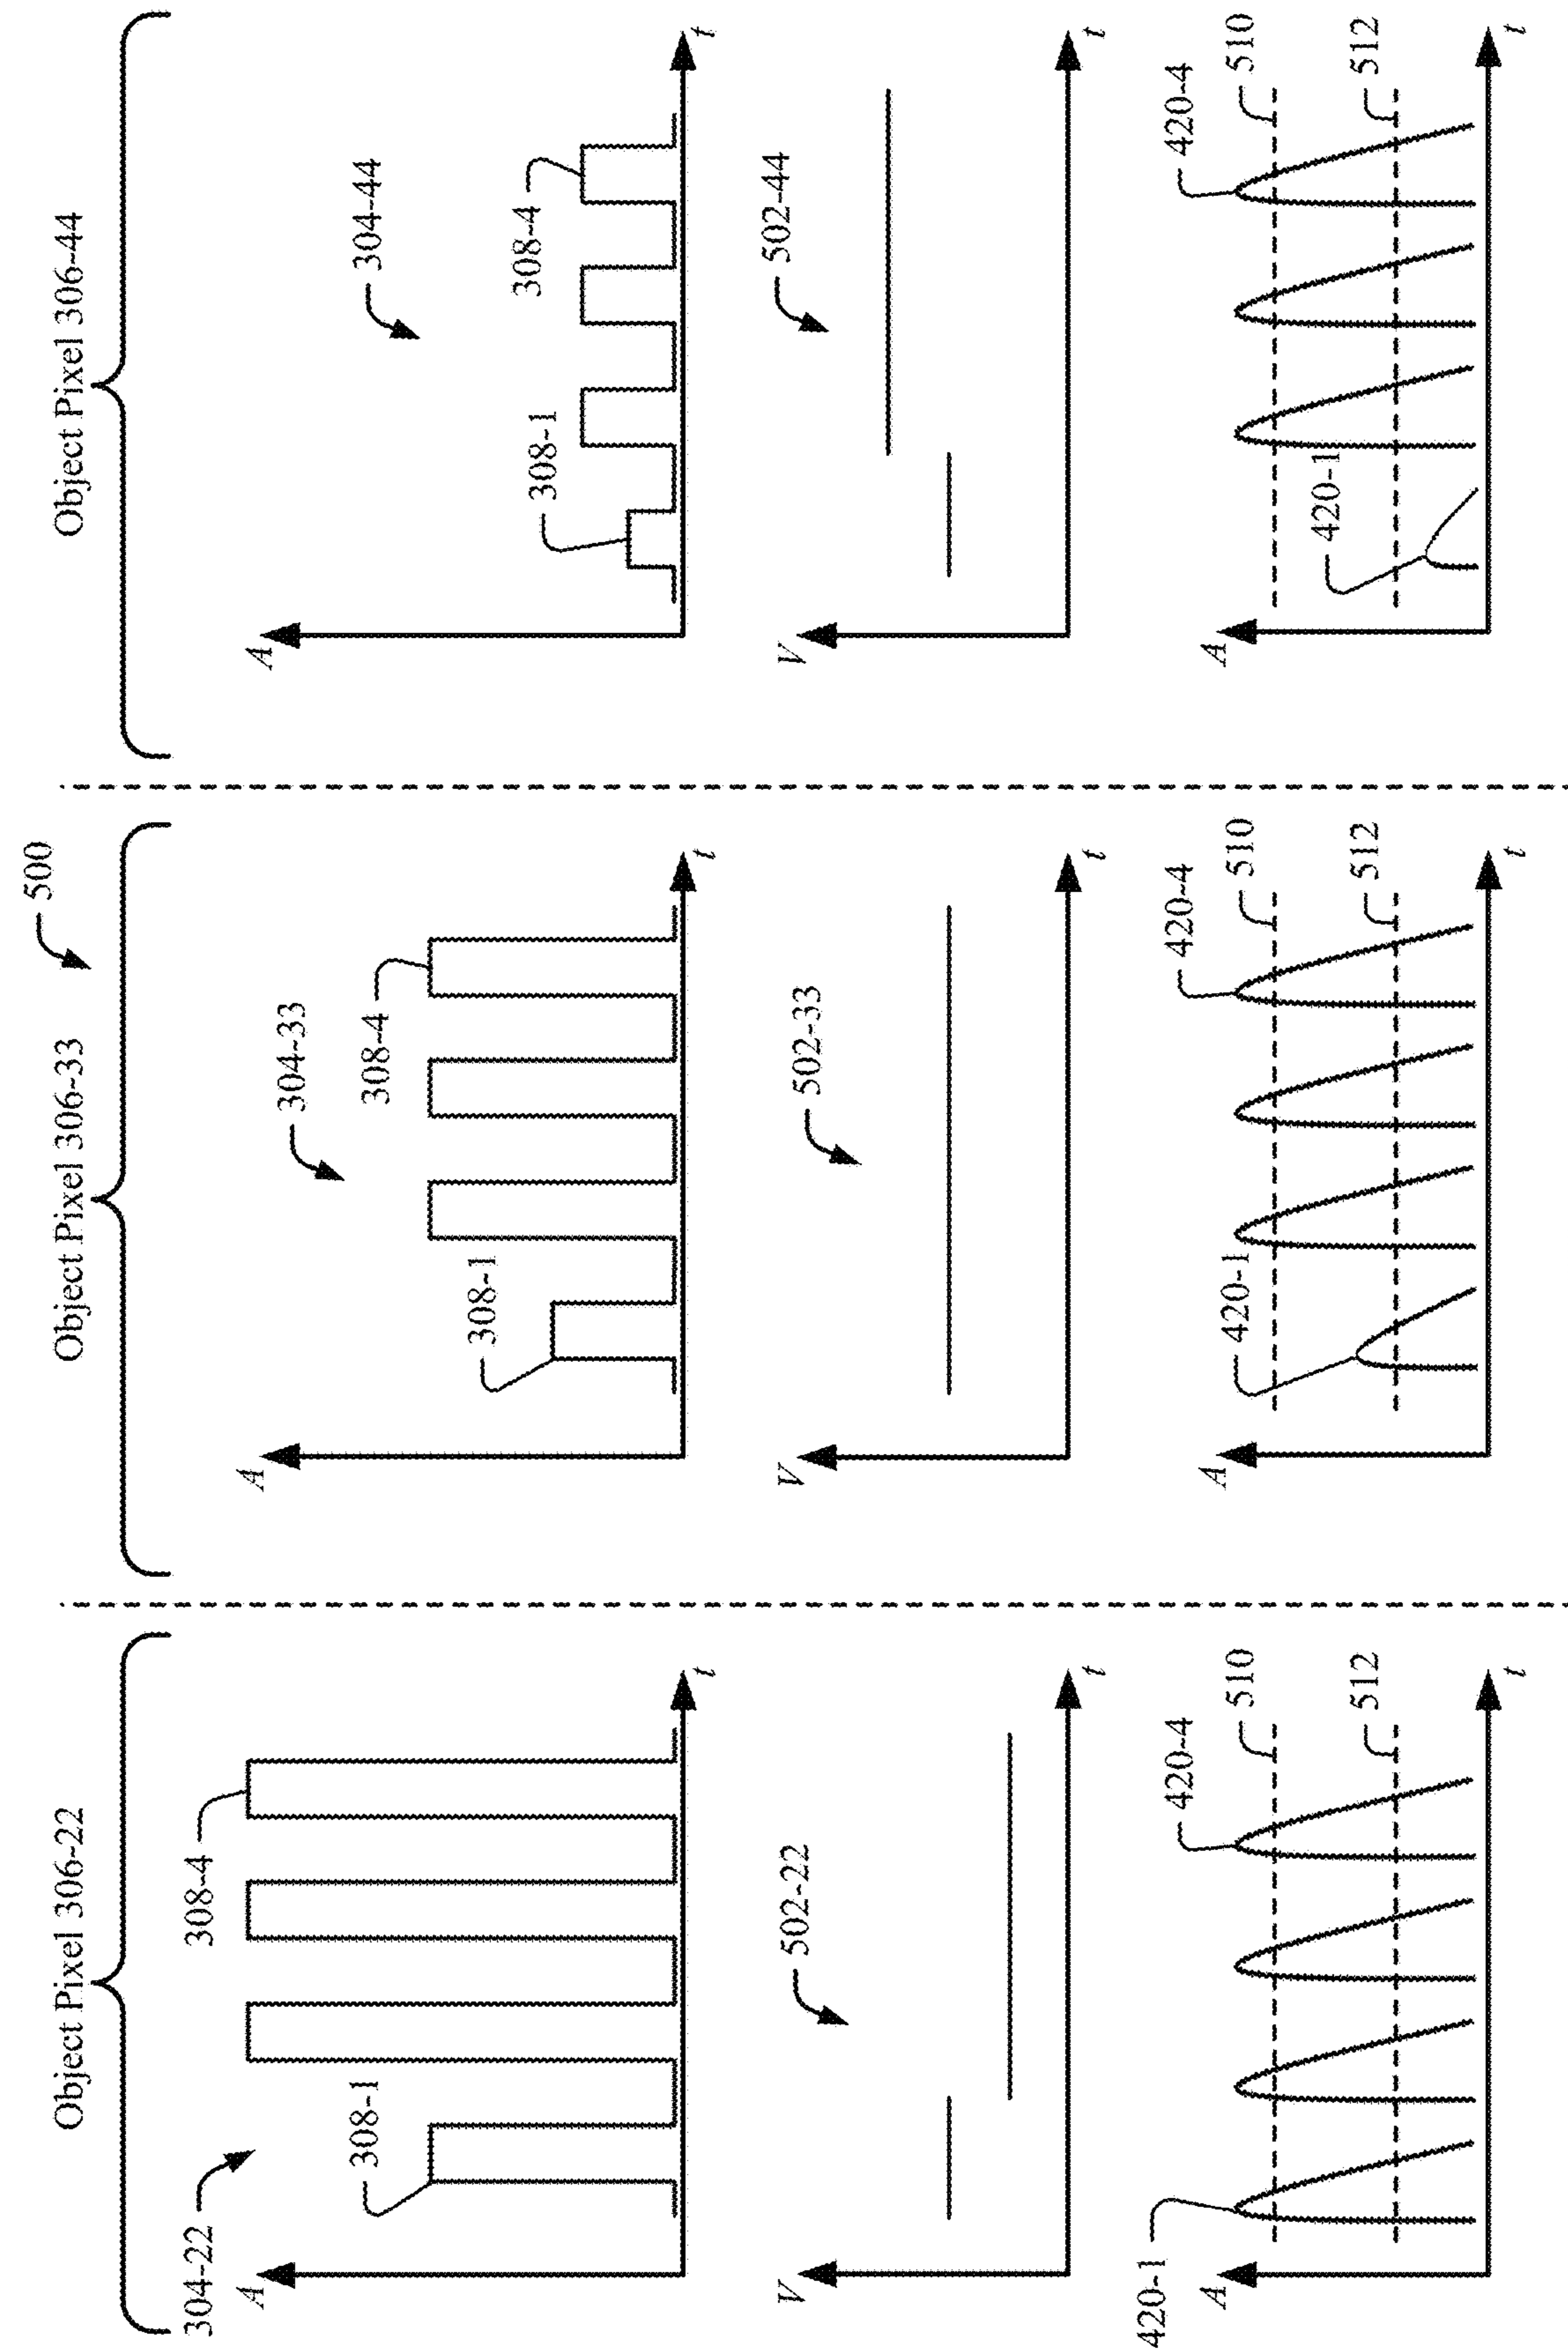 500
Object Pixel 306-22
Object Pixel 306-33
Object Pixel 306-44
304-22
A
308-1
308-4
t
A
308-1
304-33
308-4
t
A
308-1
304-44
308-4
t
V
502-22
t
V
502-33
t
V
502-44
t
420-1
A
420-4
510
512
t
A
420-1
420-4
510
512
t
A
420-1
420-4
510
512
t